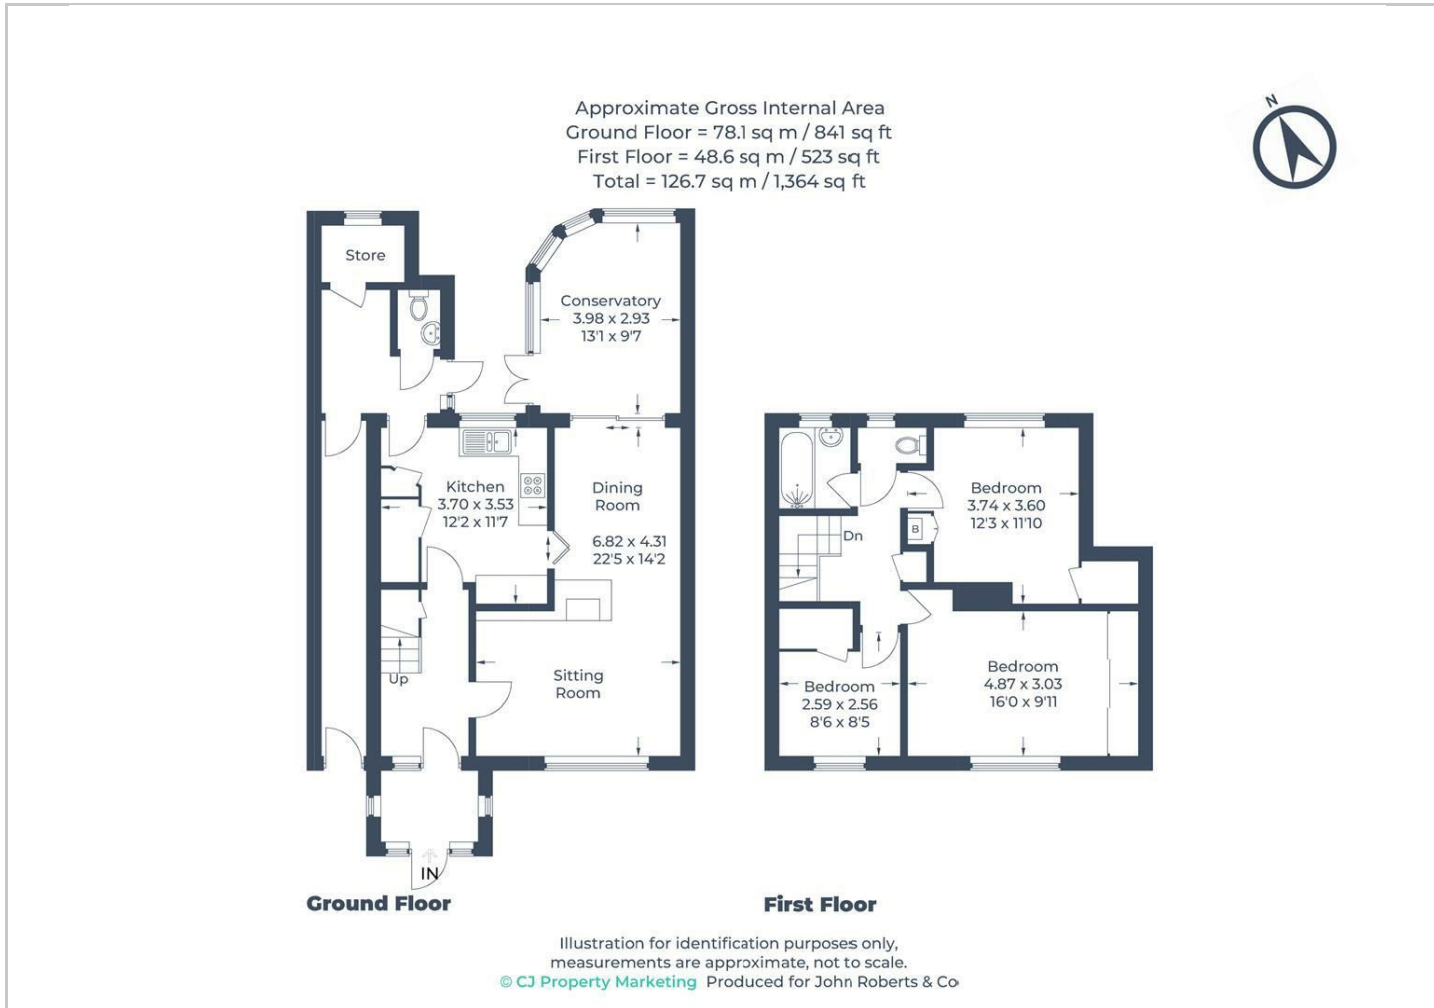 Approximate Gross Internal Area
Ground Floor = 78.1 sq m / 841 sq ft
First Floor = 48.6 sq m / 523 sq ft
Total = 126.7 sq m / 1,364 sq ft
N
Store
Conservatory
3.98 x 2.93
13'1 x 9'7
Kitchen
3.70 x 3.53
12'2 x 11'7
Dining
Room
6.82 x 4.31
22'5 x 14'2
Sitting
Room
Up
IN
Ground Floor
Bedroom
3.74 x 3.60
12'3 x 11'10
B
Dn
Bedroom
4.87 x 3.03
16'0 x 9'11
Bedroom
2.59 x 2.56
8'6 x 8'5
First Floor
Illustration for identification purposes only,
measurements are approximate, not to scale.
© CJ Property Marketing Produced for John Roberts & Co